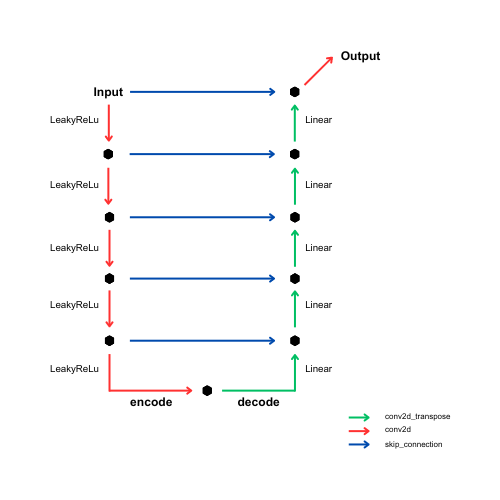 Output
Input
LeakyReLu
Linear
LeakyReLu
Linear
LeakyReLu
Linear
LeakyReLu
Linear
LeakyReLu
Linear
encode
decode
conv2d_transpose
conv2d
skip_connection